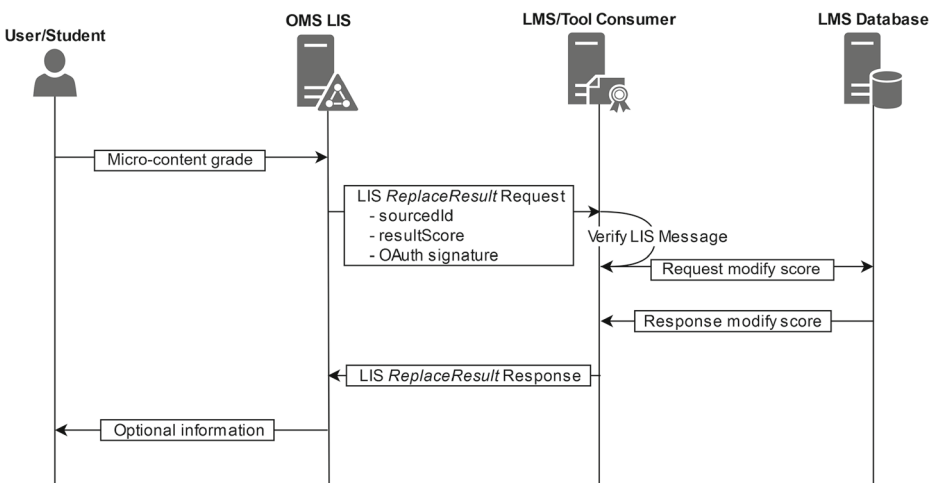 User/Student
OMS LIS
LMS/Tool Consumer
LMS Database
Micro-content grade
LIS ReplaceResult Request
- sourcedId
- resultScore
- OAuth signature
Verify LIS Message
Request modify score
Response modify score
LIS ReplaceResult Response
Optional information